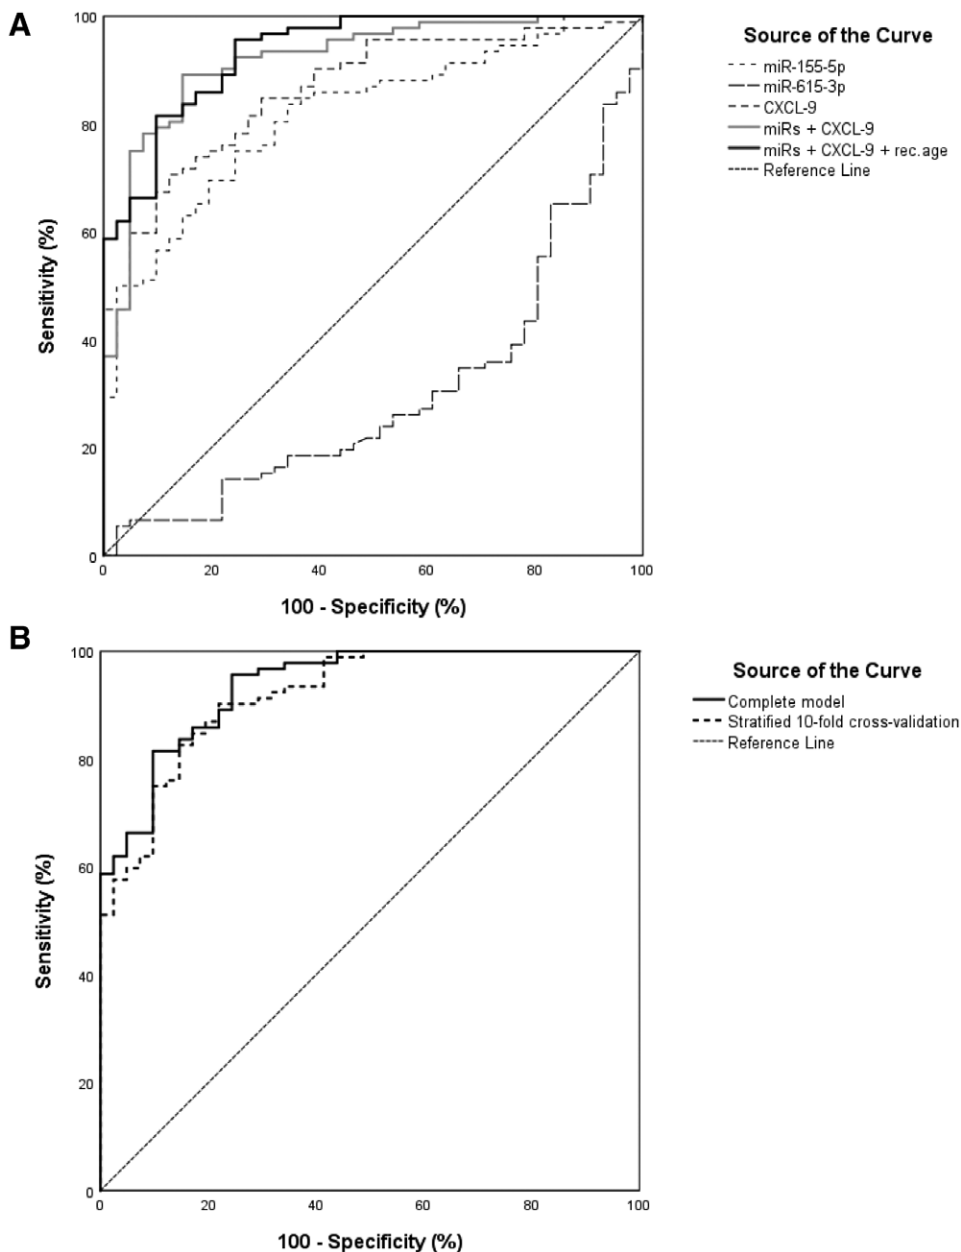 A
Source of the Curve
miR-155-5p
miR-615-3p
CXCL-9
miRs + CXCL-9
miRs + CXCL-9 + rec.age
Reference Line
Sensitivity (%)
100
80
60
40
20
0
0 20 40 60 80 100
100 - Specificity (%)
B
Source of the Curve
Complete model
Stratified 10-fold cross-validation
Reference Line
Sensitivity (%)
100
80
60
40
20
0
0 20 40 60 80 100
100 - Specificity (%)